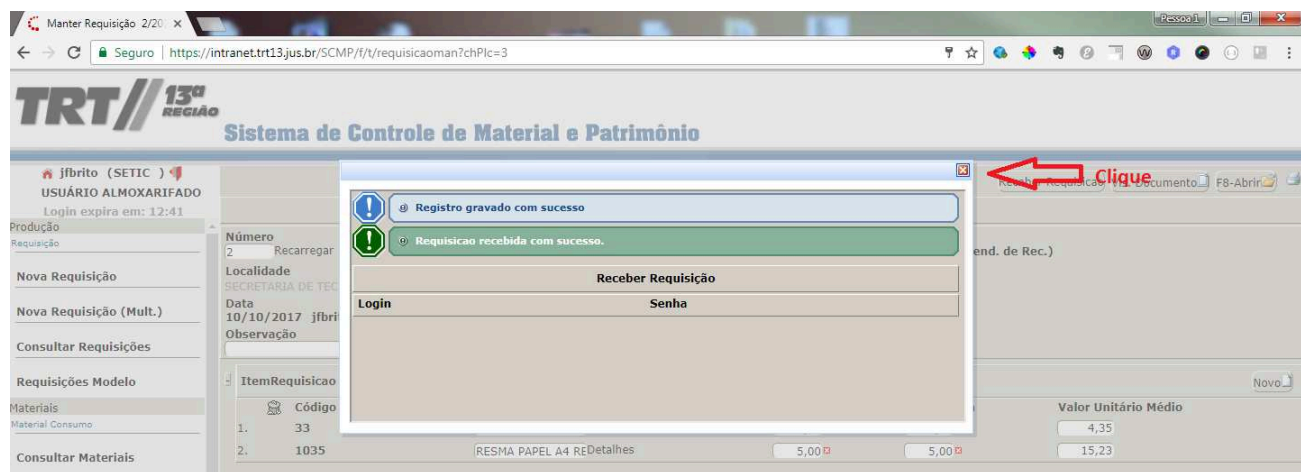 Manter Requisição 2/20
Pessoa 1
Seguro | https://intranet.trt13.jus.br/SCMP/f/t/requisicaoman?chPlc=3
TRT// 13ª REGIÃO
Sistema de Controle de Material e Patrimônio
jfbrito (SETIC )
USUÁRIO ALMOXARIFADO
Login expira em: 12:41
Produção
Requisição
Nova Requisição
Nova Requisição (Mult.)
Consultar Requisições
Requisições Modelo
Materiais
Material Consumo
Consultar Materiais
Clique
Documento F8-Abrir
Número
2 Recarregar
end. de Rec.)
Localidade
SECRETARIA DE TEC
Data
10/10/2017 jfbri
Observação
Registro gravado com sucesso
Requisicao recebida com sucesso.
Receber Requisição
Login Senha
ItemRequisicao
Novo
Código Valor Unitário Médio
1. 33 4,35
2. 1035 RESMA PAPEL A4 RE Detalhes 5,00 5,00 15,23